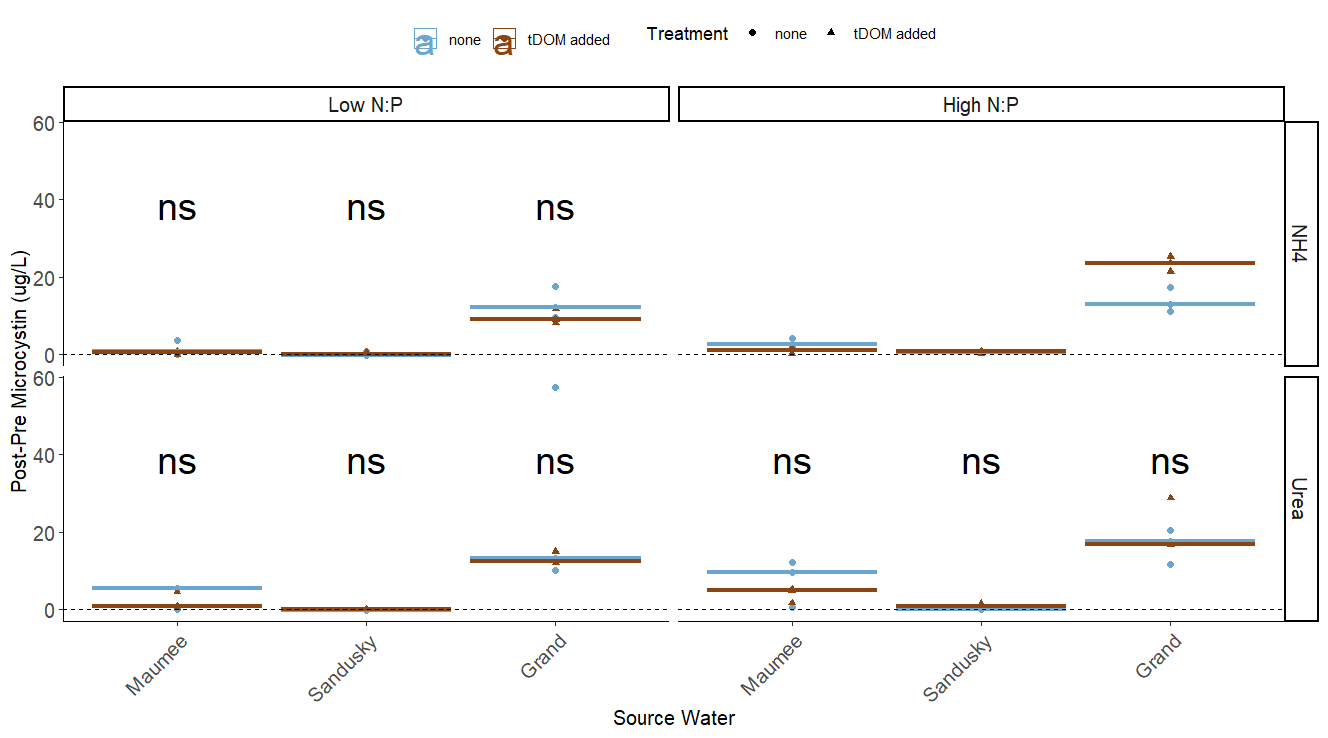 a none a tDOM added Treatment none tDOM added
Low N:P High N:P
60
40
20
0
ns ns ns
NH4
60
40
20
0
ns ns ns ns ns ns
Urea
Post-Pre Microcystin (ug/L)
Maumee Sandusky Grand Maumee Sandusky Grand
Source Water